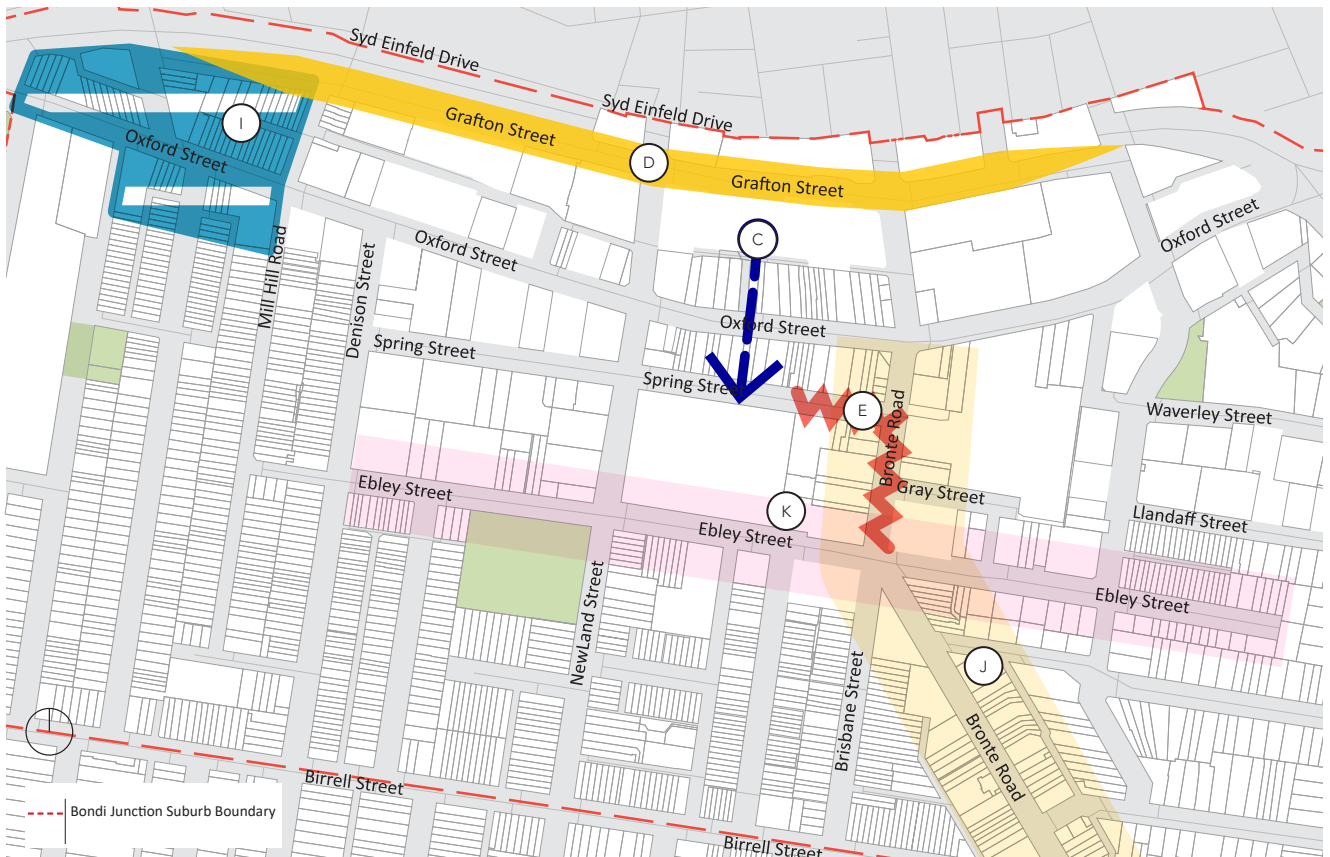 Syd Einfeld Drive
Syd Einfeld Drive
I
Grafton Street
Oxford Street
D
Grafton Street
C
Oxford Street
Oxford Street
Mill Hill Road
Denison Street
Oxford Street
Spring Street
Spring Street
E
Bronte Road
Waverley Street
Ebley Street
Gray Street
K
Llandaff Street
Ebley Street
Ebley Street
NewLand Street
J
Brisbane Street
Bronte Road
Birrell Street
Bondi Junction Suburb Boundary
Birrell Street